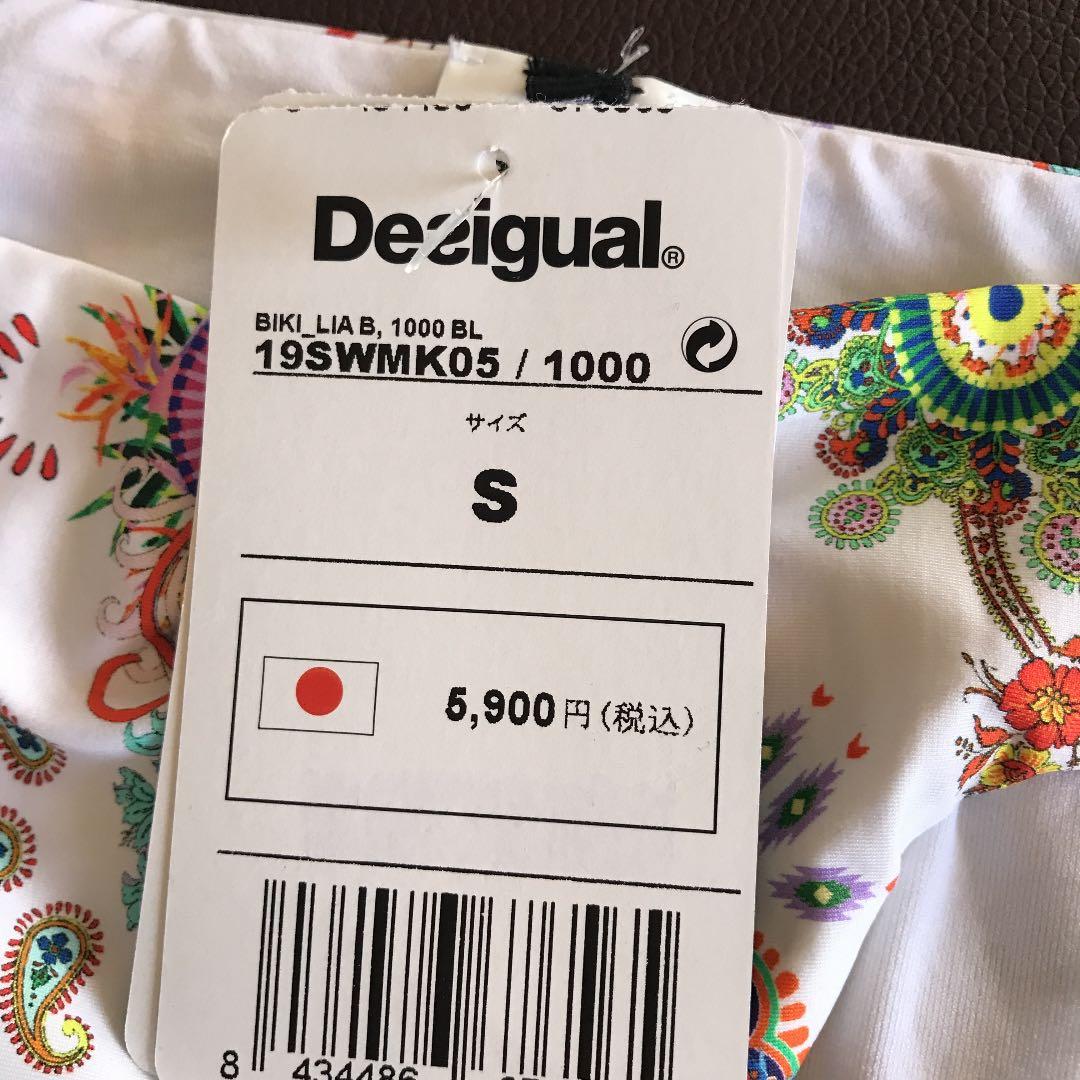 Desigual®
BIKI_LIA B, 1000 BL
19SWMK05 / 1000
サイズ
S
5,900円(税込)
8 434486